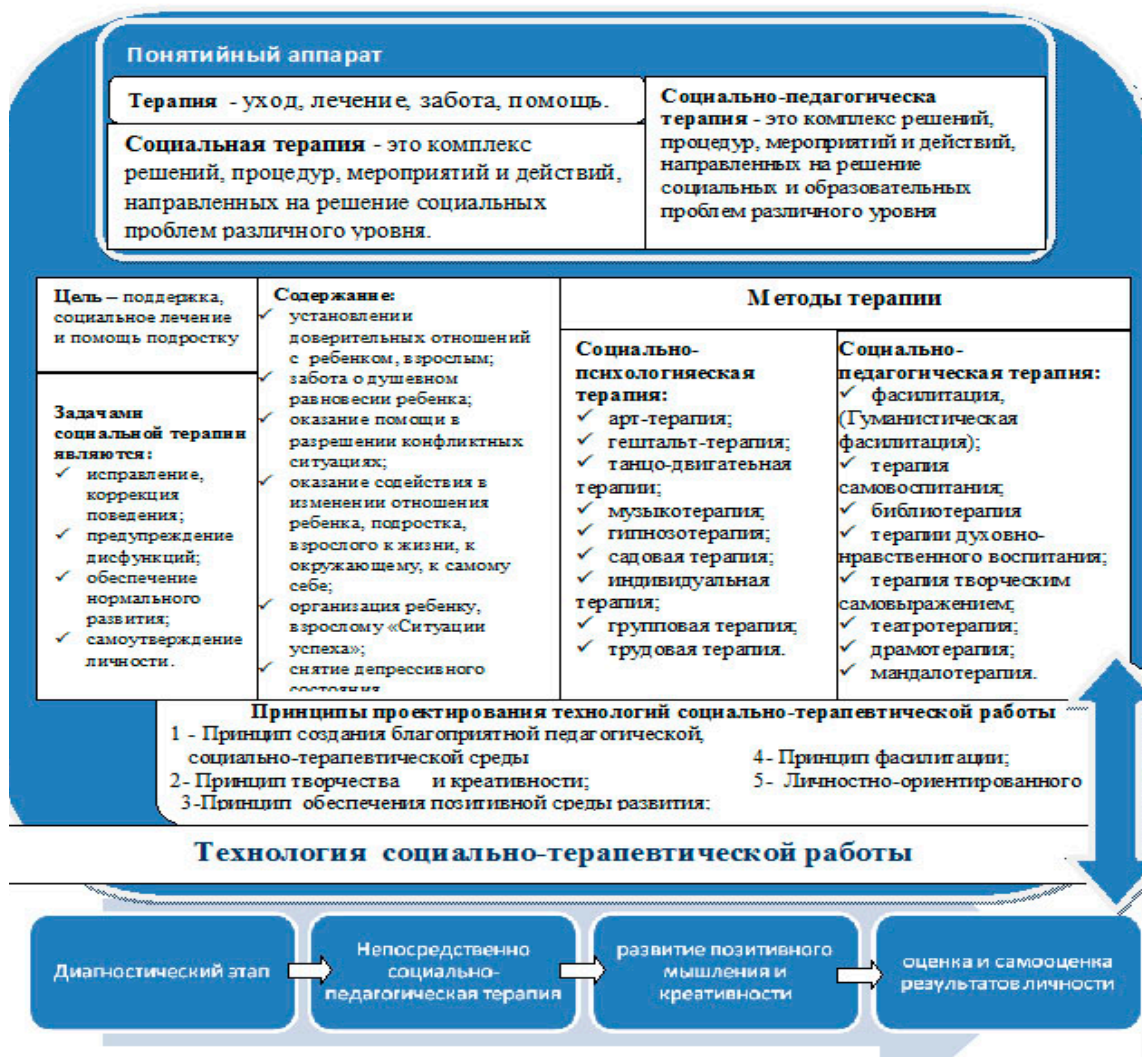 Понятийный аппарат
Терапия - уход, лечение, забота, помощь.
Социальная терапия - это комплекс
решений, процедур, мероприятий и действий,
направленных на решение социальных
проблем различного уровня.
Социально-педагогическа
терапия - это комплекс решений,
процедур, мероприятий и действий,
направленных на решение
социальных и образовательных
проблем различного уровня
Цель – поддержка,
социальное лечение
и помощь подростку
Задачами
социальной терапии
являются:
✓ исправление,
коррекция
поведения;
✓ предупреждение
дисфункций;
✓ обеспечение
нормального
развития;
✓ самоутверждение
личности.
Содержание:
✓ установлении
доверительных отношений
с ребенком, взрослым;
✓ забота о душевном
равновесии ребенка;
✓ оказание помощи в
разрешении конфликтных
ситуациях;
✓ оказание содействия в
изменении отношения
ребенка, подростка,
взрослого к жизни, к
окружающему, к самому
себе;
✓ организация ребенку,
взрослому «Ситуации
успеха»;
✓ снятие депрессивного
состояния
Методы терапии
Социально-
психологияеская
терапия:
✓ арт-терапия;
✓ гештальт-терапия;
✓ танцо-двигатеьная
терапии;
✓ музыкотерапия;
✓ гипнозотерапия;
✓ садовая терапия;
✓ индивидуальная
терапия;
✓ групповая терапия;
✓ трудовая терапия.
Социально-
педагогическая терапия:
✓ фасилитация,
(Гуманистическая
фасилитация);
✓ терапия
самовоспитания;
✓ библиотерапия
✓ терапии духовно-
нравственного воспитания;
✓ терапия творческим
самовыражением;
✓ театротерапия;
✓ драмотерапия;
✓ мандалотерапия.
Принципы проектирования технологий социально-терапевтической работы
1 - Принцип создания благоприятной педагогической,
социально-терапевтической среды
2- Принцип творчества и креативности;
3-Принцип обеспечения позитивной среды развития;
4- Принцип фасилитации;
5- Личностно-ориентированного
Технология социально-терапевтической работы
Диагностический этап
Непосредственно
социально-
педагогическая терапия
развитие позитивного
мышления и
креативности
оценка и самооценка
результатов личности